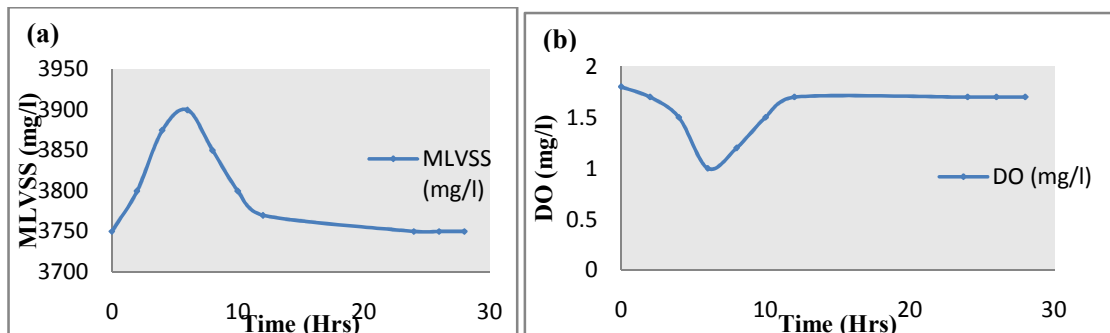 (a)
MLVSS (mg/l)
3950
3900
3850
3800
3750
3700
0
10
20
30
Time (Hrs)
MLVSS
(mg/l)
(b)
DO (mg/l)
2
1.5
1
0.5
0
0
10
20
30
Time (Hrs)
DO (mg/l)